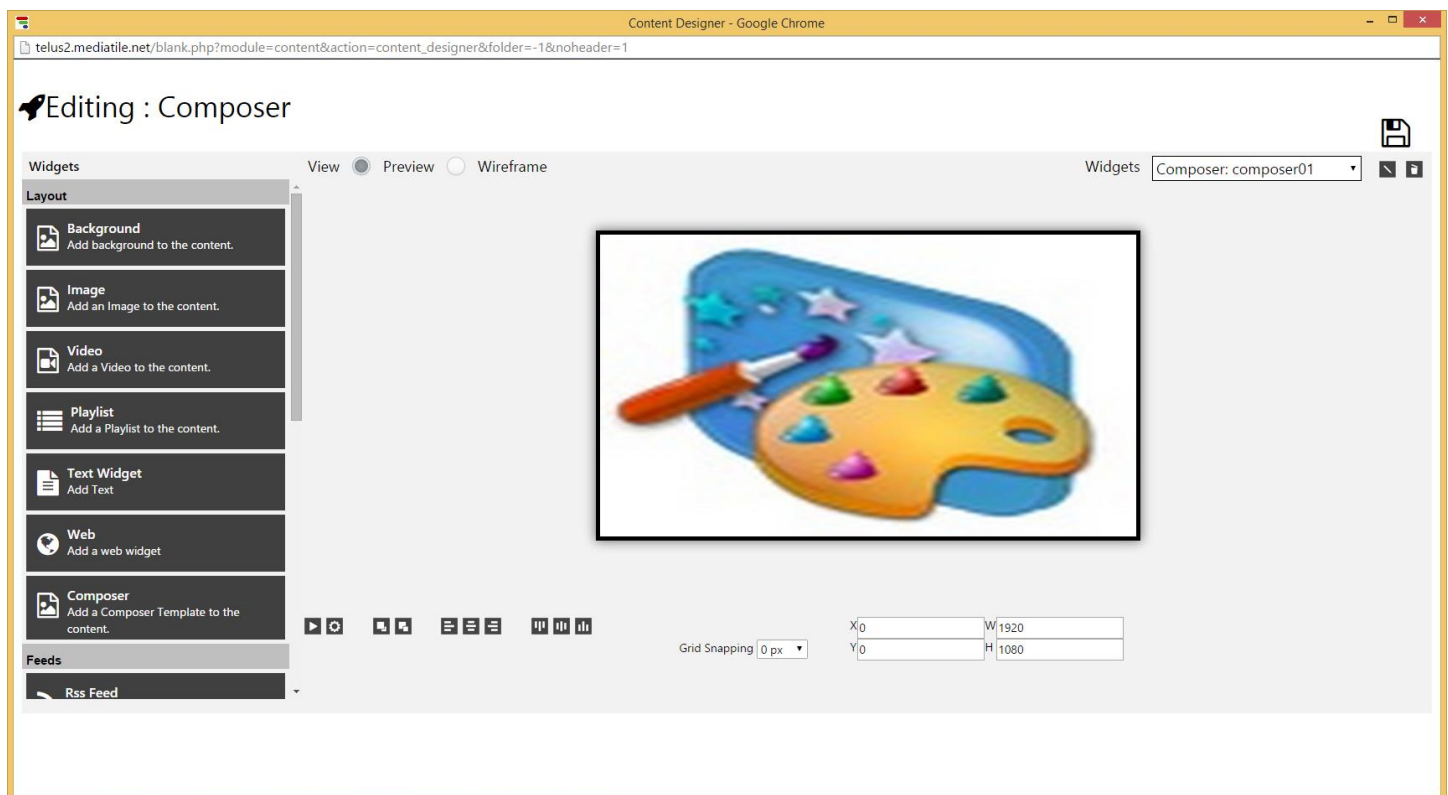 Content Designer - Google Chrome
telus2.mediatile.net/blank.php?module=content&action=content_designer&folder=-1&noheader=1
Editing : Composer
Widgets
View Preview Wireframe
Widgets Composer: composer01
Layout
Background
Add background to the content.
Image
Add an Image to the content.
Video
Add a Video to the content.
Playlist
Add a Playlist to the content.
Text Widget
Add Text
Web
Add a web widget
Composer
Add a Composer Template to the
content.
Feeds
Rss Feed
Grid Snapping 0 px
X 0 W 1920
Y 0 H 1080